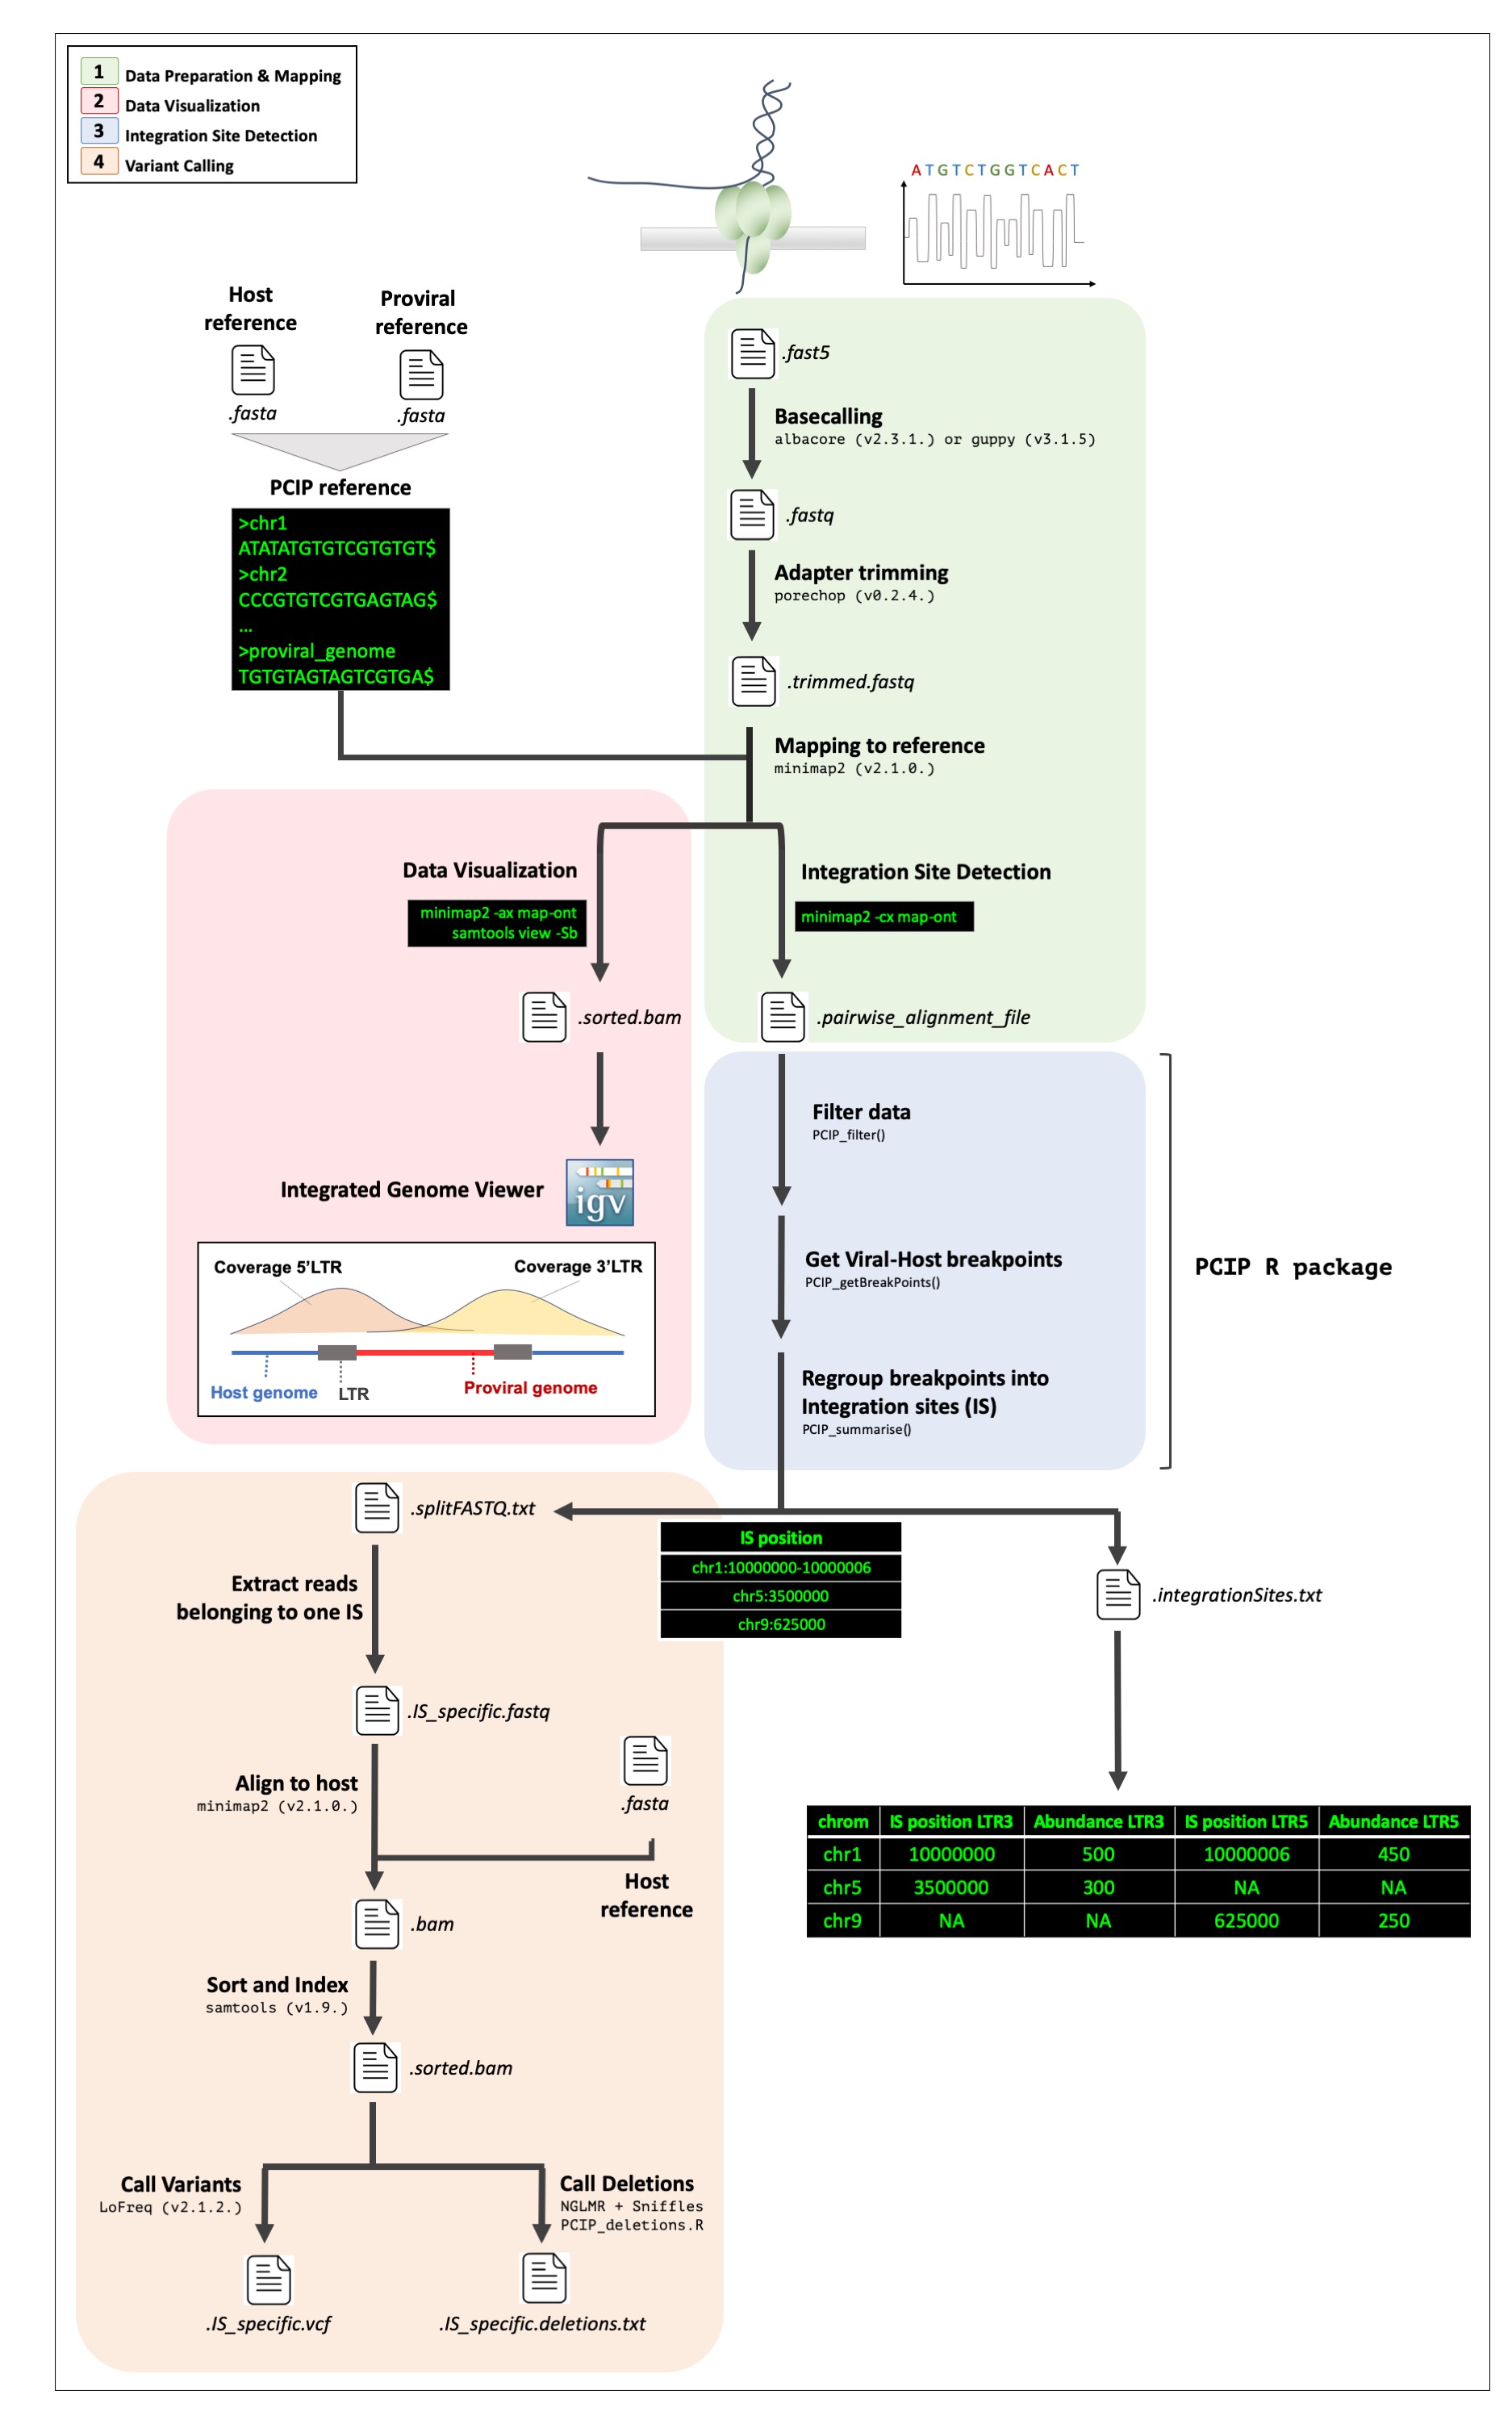 1 Data Preparation & Mapping
2 Data Visualization
3 Integration Site Detection
4 Variant Calling
ATGTCTGGTCACT
Host
reference
.fasta
Proviral
reference
.fasta
PCIP reference
>chr1
ATATATGTGTCGTGTGT$
>chr2
CCCGTGTCGTGAGTAG$
...
>proviral_genome
TGTGTAGTAGTCGTGA$
.fast5
Basecalling
albacore (v2.3.1.) or guppy (v3.1.5)
.fastq
Adapter trimming
porechop (v0.2.4.)
.trimmed.fastq
Mapping to reference
minimap2 (v2.1.0.)
Data Visualization
minimap2 -ax map-ont
samtools view -Sb
.sorted.bam
Integrated Genome Viewer
igv
Coverage 5'LTR
Coverage 3'LTR
Host genome
LTR
Proviral genome
Integration Site Detection
minimap2 -cx map-ont
.pairwise_alignment_file
Filter data
PCIP_filter()
Get Viral-Host breakpoints
PCIP_getBreakPoints()
Regroup breakpoints into
Integration sites (IS)
PCIP_summarise()
PCIP R package
.splitFASTQ.txt
IS position
chr1:10000000-10000006
chr5:3500000
chr9:625000
.integrationSites.txt
chrom IS position LTR3 Abundance LTR3 IS position LTR5 Abundance LTR5
chr1 10000000 500 10000006 450
chr5 3500000 300 NA NA
chr9 NA NA 625000 250
Extract reads
belonging to one IS
.IS_specific.fastq
Align to host
minimap2 (v2.1.0.)
.fasta
Host
reference
.bam
Sort and Index
samtools (v1.9.)
.sorted.bam
Call Variants
LoFreq (v2.1.2.)
.IS_specific.vcf
Call Deletions
NGLMR + Sniffles
PCIP_deletions.R
.IS_specific.deletions.txt